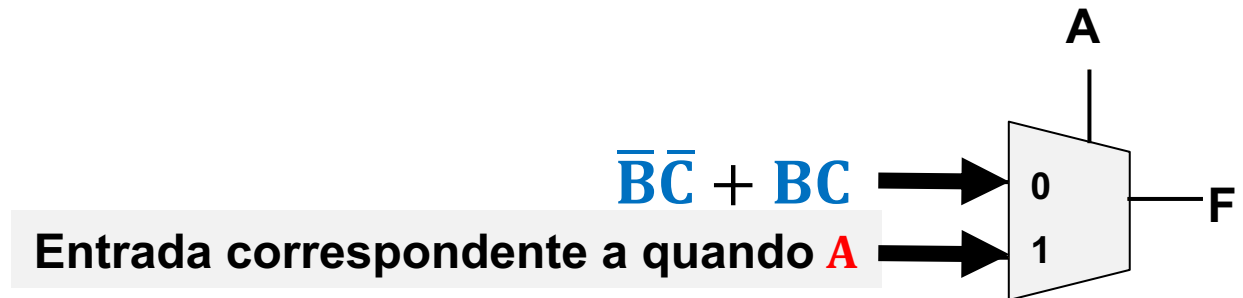 A
B̅C̅ + BC
0
F
Entrada correspondente a quando A
1